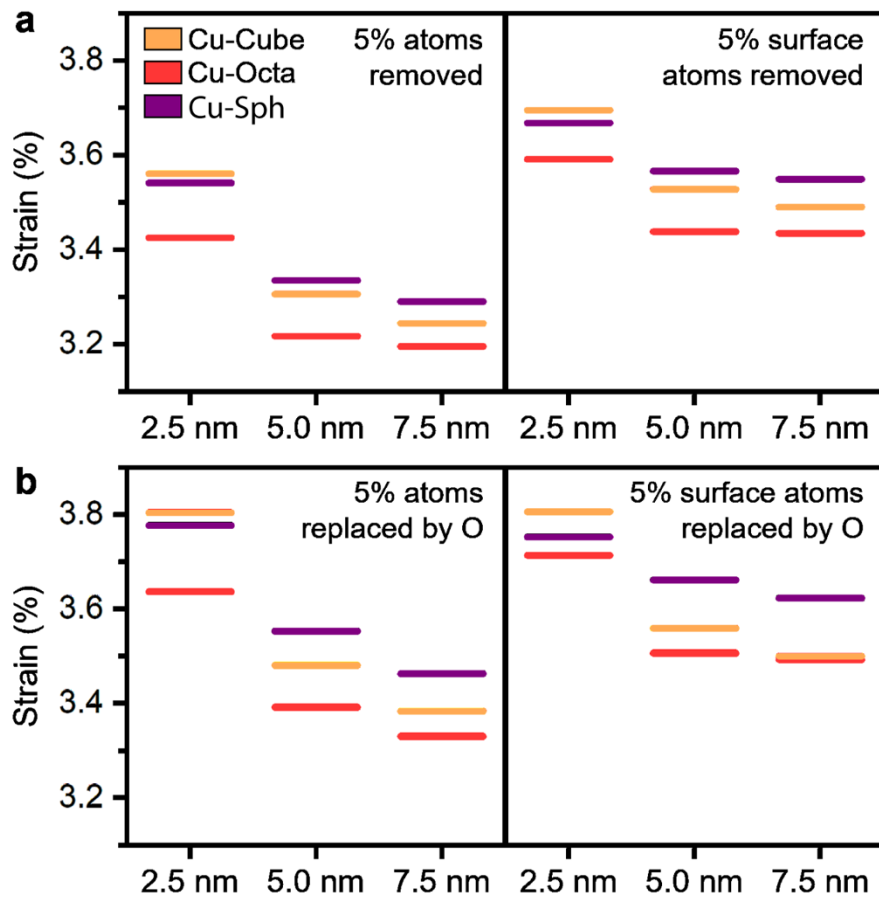 a
Cu-Cube
Cu-Octa
Cu-Sph
5% atoms
removed
5% surface
atoms removed
Strain (%)
3.8
3.6
3.4
3.2
2.5 nm 5.0 nm 7.5 nm 2.5 nm 5.0 nm 7.5 nm
b
5% atoms
replaced by O
5% surface atoms
replaced by O
Strain (%)
3.8
3.6
3.4
3.2
2.5 nm 5.0 nm 7.5 nm 2.5 nm 5.0 nm 7.5 nm